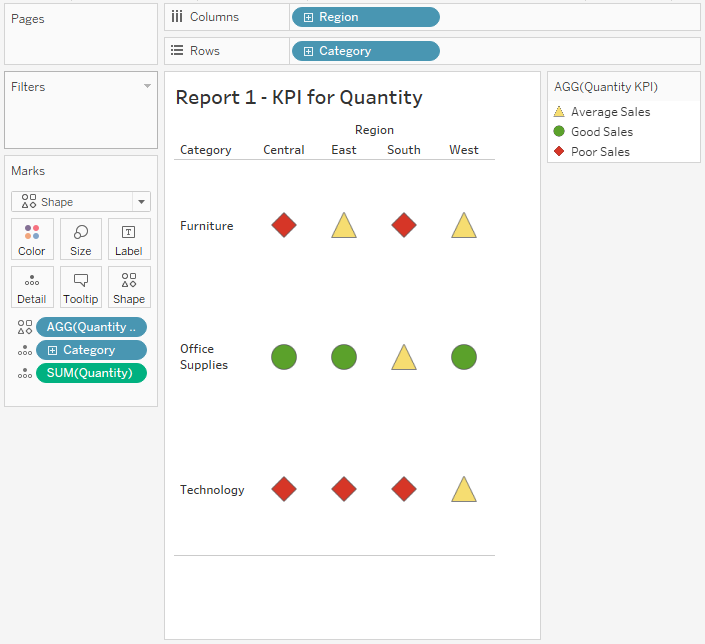 Pages
Columns
Region
Rows
Category
Filters
Marks
Shape
Color
Size
Label
Detail
Tooltip
Shape
AGG(Quantity ..
Category
SUM(Quantity)
Report 1 - KPI for Quantity
Region
Category Central East South West
Furniture
Office
Supplies
Technology
AGG(Quantity KPI)
Average Sales
Good Sales
Poor Sales